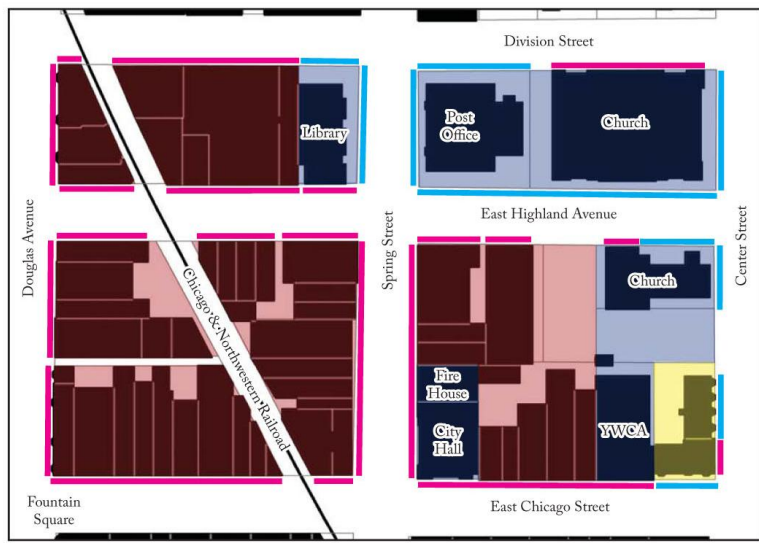 Division Street
Library
Post
Office
Church
East Highland Avenue
Douglas Avenue
Spring Street
Center Street
Chicago & Northwestern Railroad
Church
Fire
House
City
Hall
YWCA
Fountain
Square
East Chicago Street